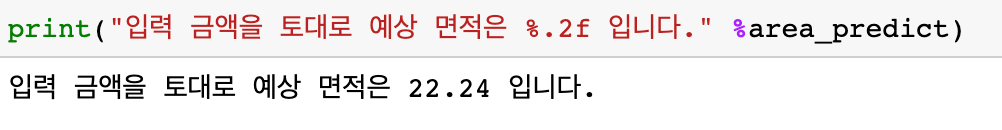 print("입력 금액을 토대로 예상 면적은 %.2f 입니다." %area_predict)
입력 금액을 토대로 예상 면적은 22.24 입니다.